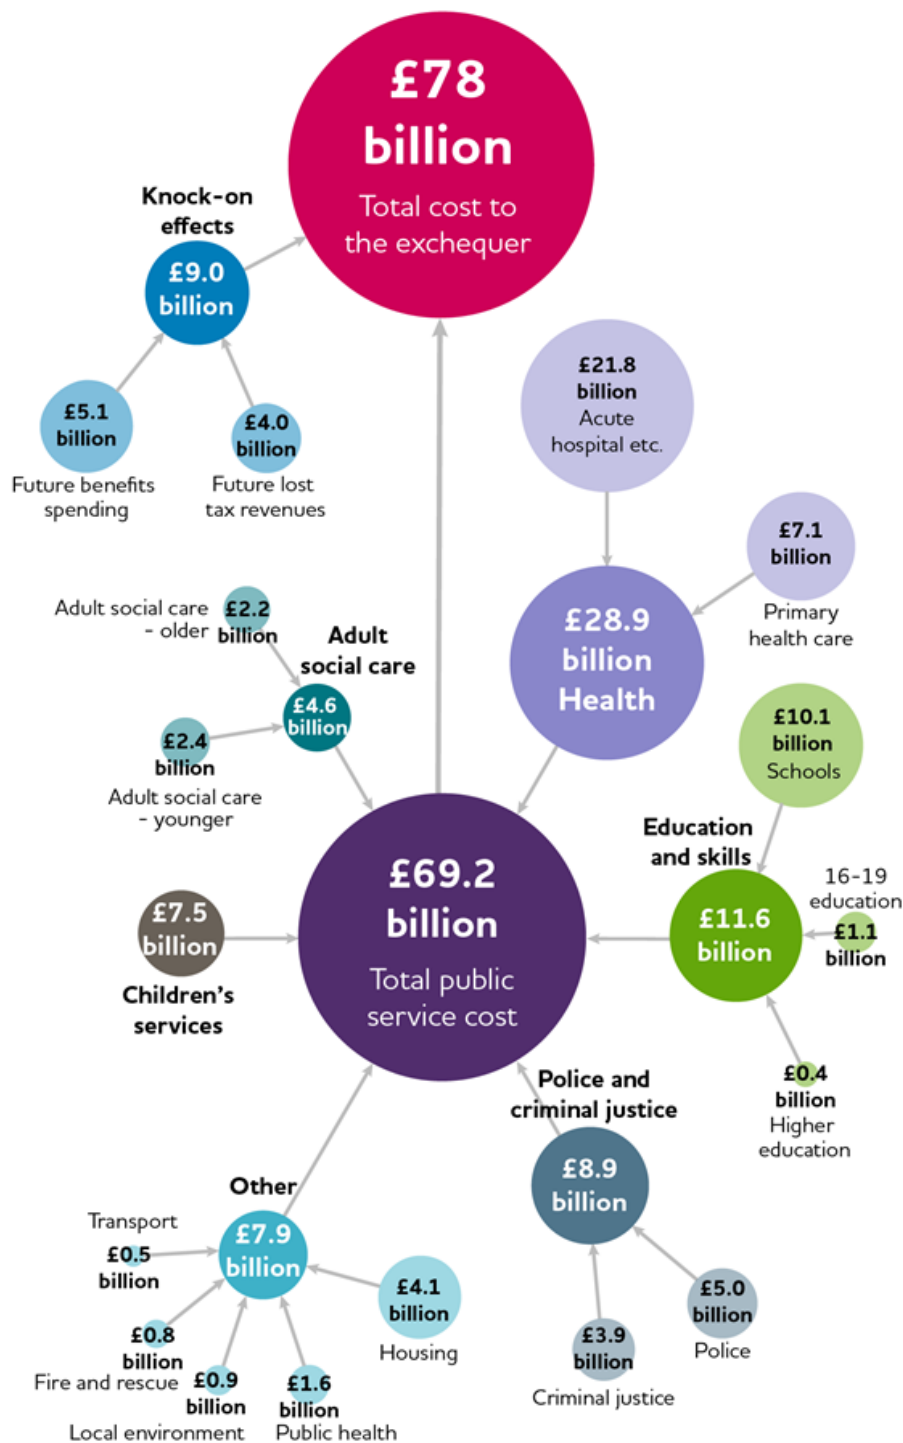 £78
billion
Total cost to
the exchequer
Knock-on
effects
£9.0
billion
£5.1
billion
Future benefits
spending
£4.0
billion
Future lost
tax revenues
£21.8
billion
Acute
hospital etc.
£7.1
billion
Primary
health care
£28.9
billion
Health
Adult social care
- older
£2.2
billion
Adult
social care
£4.6
billion
£2.4
billion
Adult social care
- younger
£10.1
billion
Schools
Education
and skills
£11.6
billion
16-19
education
£1.1
billion
£0.4
billion
Higher
education
£69.2
billion
Total public
service cost
£7.5
billion
Children's
services
Police and
criminal justice
£8.9
billion
£5.0
billion
Police
£3.9
billion
Criminal justice
Other
£7.9
billion
Transport
£0.5
billion
£0.8
billion
Fire and rescue
£0.9
billion
Local environment
£1.6
billion
Public health
£4.1
billion
Housing